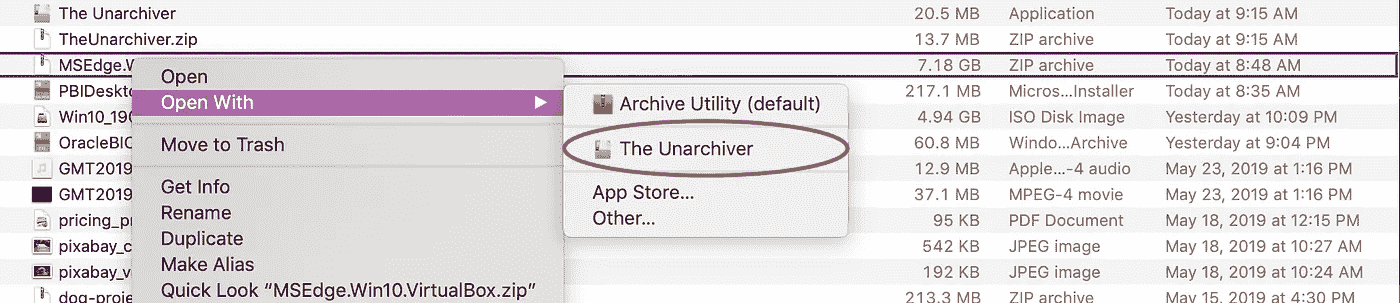 The Unarchiver 20.5 MB Application Today at 9:15 AM
TheUnarchiver.zip 13.7 MB ZIP archive Today at 9:15 AM
MSEdge.W 7.18 GB ZIP archive Today at 8:48 AM
PBIDeskto 217.1 MB Micros...Installer Today at 8:35 AM
Win10_190 4.94 GB ISO Disk Image Yesterday at 10:09 PM
OracleBIC 60.8 MB Windo...Archive Yesterday at 9:04 PM
GMT2019 12.9 MB Apple...-4 audio May 23, 2019 at 1:16 PM
GMT2019 37.1 MB MPEG-4 movie May 23, 2019 at 1:16 PM
pricing_pr 95 KB PDF Document May 18, 2019 at 12:15 PM
pixabay_c 542 KB JPEG image May 18, 2019 at 10:27 AM
pixabay_v 192 KB JPEG image May 18, 2019 at 10:24 AM
dog-proje 213.3 MB ZIP archive May 15, 2019 at 4:30 PM
Open
Open With
Move to Trash
Get Info
Rename
Duplicate
Make Alias
Quick Look “MSEdge.Win10.VirtualBox.zip”
Archive Utility (default)
The Unarchiver
App Store...
Other...